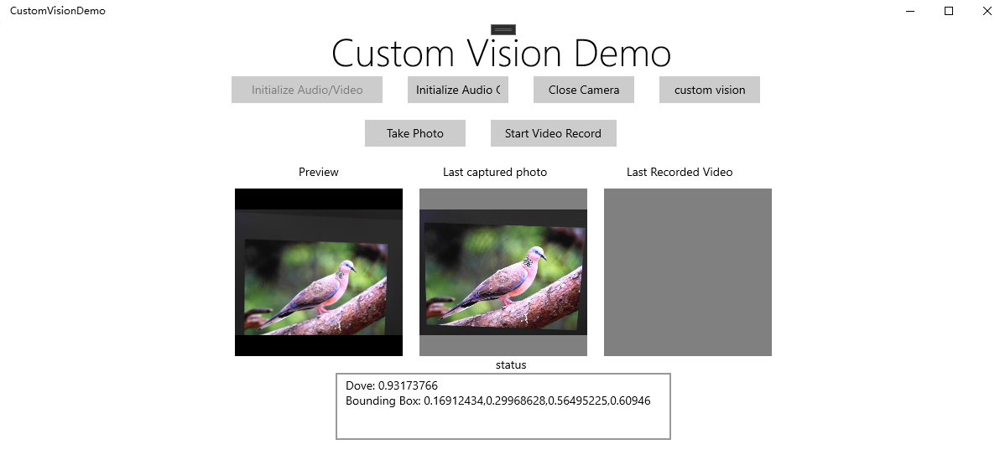 CustomVisionDemo
Custom Vision Demo
Initialize Audio/Video
Initialize Audio
Close Camera
custom vision
Take Photo
Start Video Record
Preview
Last captured photo
Last Recorded Video
status
Dove: 0.93173766
Bounding Box: 0.16912434,0.29968628,0.56495225,0.60946